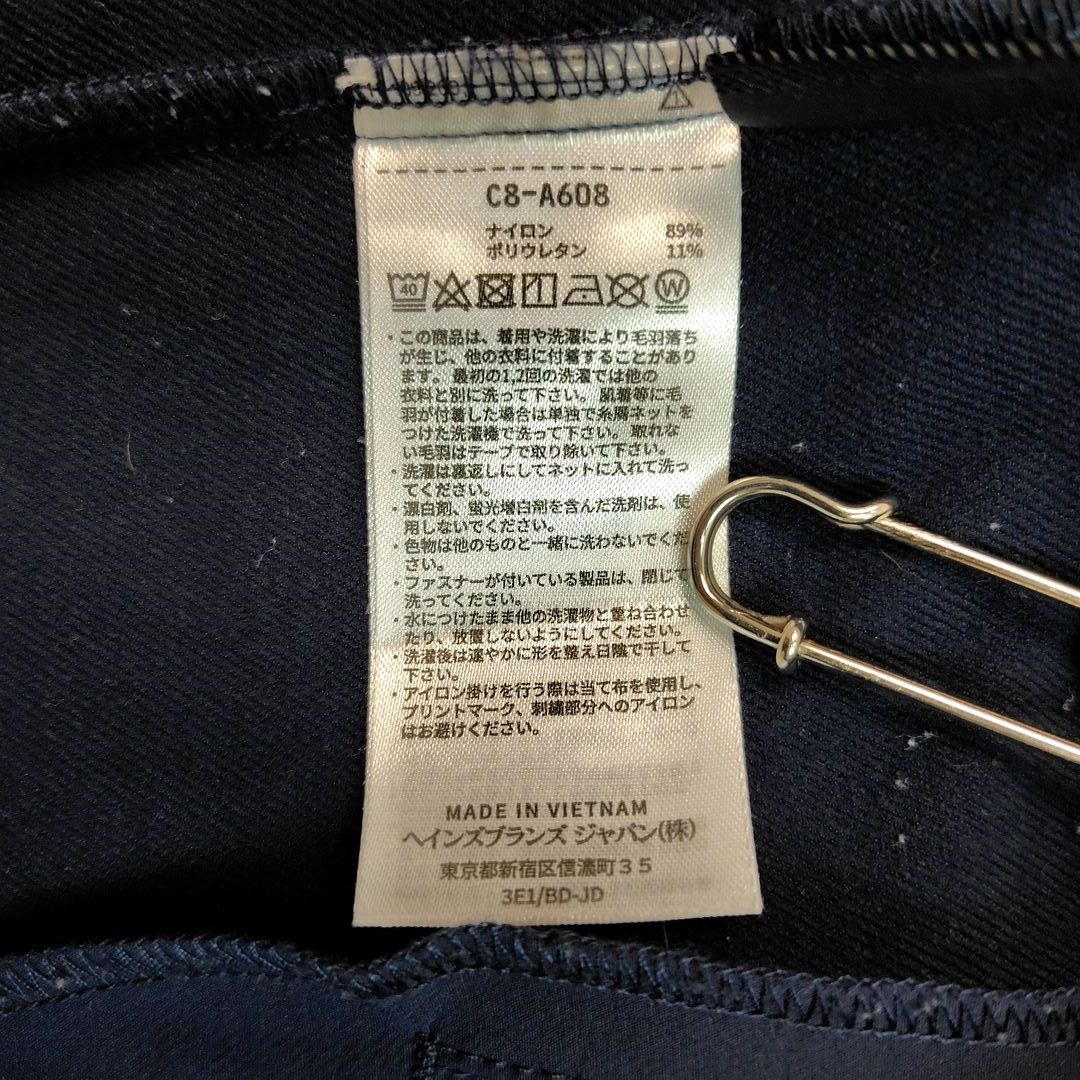 C8-A608
ナイロン 89%
ポリウレタン 11%
40 W
・この商品は、着用や洗濯により毛羽落ち
が生じ、他の衣料に付着することがあり
ます。最初の1,2回の洗濯では他の
衣料と別に洗って下さい。肌着等に毛
羽が付着した場合は単独で糸屑ネットを
つけた洗濯機で洗って下さい。取れな
い毛羽はテープで取り除いて下さい。
・洗濯は裏返しにしてネットに入れて洗っ
てください。
・漂白剤、蛍光増白剤を含んだ洗剤は、使
用しないでください。
・色物は他のものと一緒に洗わないでくだ
さい。
・ファスナーが付いている製品は、閉じて
洗ってください。
・水につけたまま他の洗濯物と重ね合わせ
たり、放置しないようにしてください。
・洗濯後は速やかに形を整え日陰で干して
下さい。
・アイロン掛けを行う際は当て布を使用し、
プリントマーク、刺繍部分へのアイロン
はお避けください。
MADE IN VIETNAM
ヘインズブランズ ジャパン(株)
東京都新宿区信濃町35
3E1/BD-JD